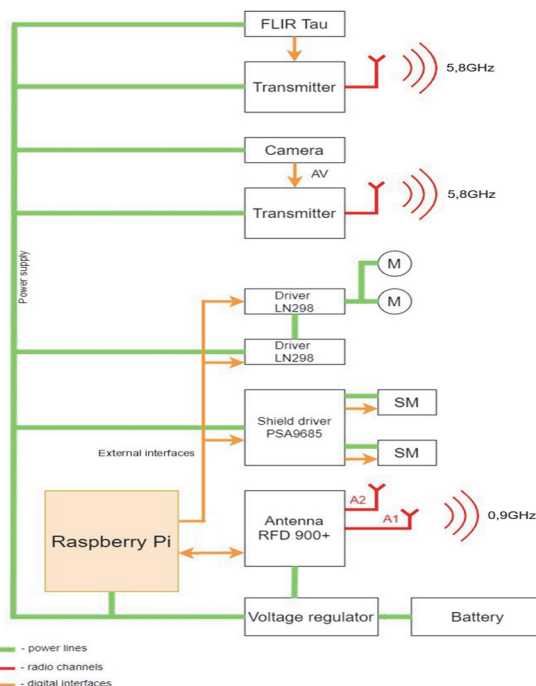 FLIR Tau
Transmitter
5,8GHz
Camera
AV
Transmitter
5,8GHz
Power supply
M
Driver
LN298
M
Driver
LN298
Shield driver
PSA9685
SM
SM
External interfaces
Raspberry Pi
Antenna
RFD 900+
A2
A1
0,9GHz
Voltage regulator
Battery
- power lines
- radio channels
- digital interfaces